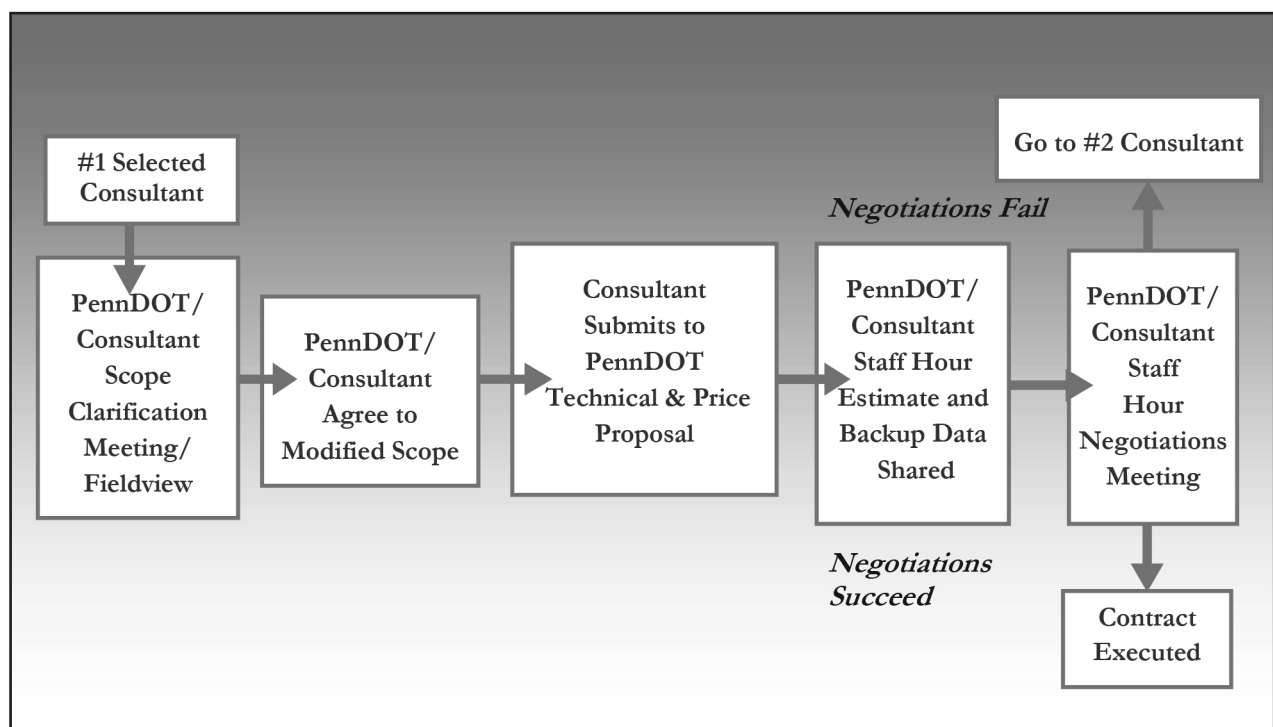 #1 Selected
Consultant
PennDOT/
Consultant
Scope
Clarification
Meeting/
Fieldview
PennDOT/
Consultant
Agree to
Modified Scope
Consultant
Submits to
PennDOT
Technical & Price
Proposal
PennDOT/
Consultant
Staff Hour
Estimate and
Backup Data
Shared
PennDOT/
Consultant
Staff
Hour
Negotiations
Meeting
Negotiations Fail
Go to #2 Consultant
Negotiations
Succeed
Contract
Executed